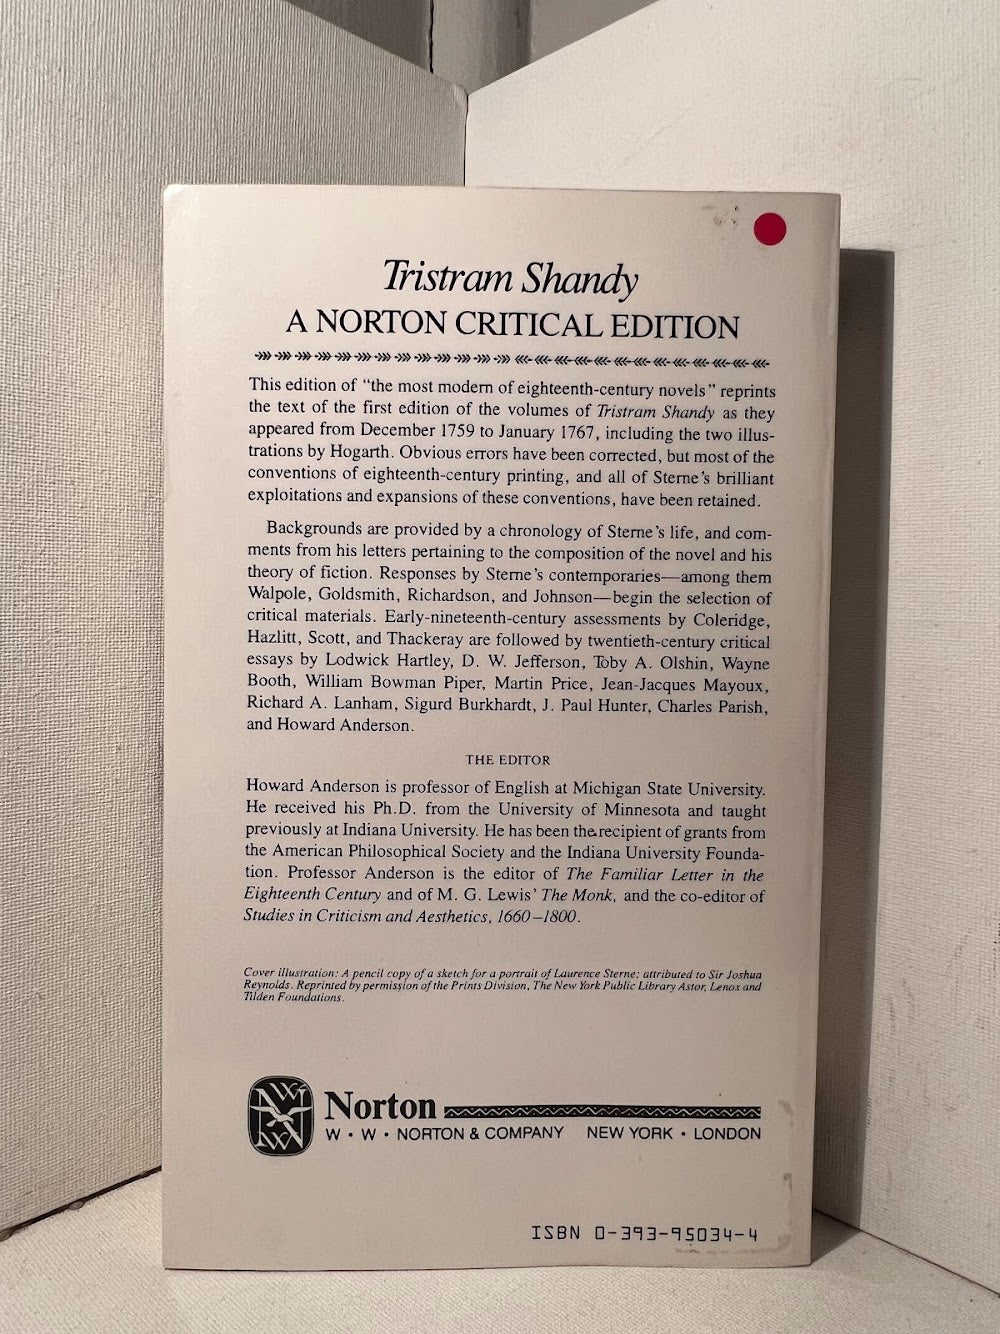 Tristram Shandy
A NORTON CRITICAL EDITION
This edition of “the most modern of eighteenth-century novels” reprints
the text of the first edition of the volumes of Tristram Shandy as they
appeared from December 1759 to January 1767, including the two illus-
trations by Hogarth. Obvious errors have been corrected, but most of the
conventions of eighteenth-century printing, and all of Sterne’s brilliant
exploitations and expansions of these conventions, have been retained.
Backgrounds are provided by a chronology of Sterne’s life, and com-
ments from his letters pertaining to the composition of the novel and his
theory of fiction. Responses by Sterne’s contemporaries—among them
Walpole, Goldsmith, Richardson, and Johnson—begin the selection of
critical materials. Early-nineteenth-century assessments by Coleridge,
Hazlitt, Scott, and Thackeray are followed by twentieth-century critical
essays by Lodwick Hartley, D. W. Jefferson, Toby A. Olshin, Wayne
Booth, William Bowman Piper, Martin Price, Jean-Jacques Mayoux,
Richard A. Lanham, Sigurd Burkhardt, J. Paul Hunter, Charles Parish,
and Howard Anderson.
THE EDITOR
Howard Anderson is professor of English at Michigan State University.
He received his Ph.D. from the University of Minnesota and taught
previously at Indiana University. He has been the recipient of grants from
the American Philosophical Society and the Indiana University Founda-
tion. Professor Anderson is the editor of The Familiar Letter in the
Eighteenth Century and of M. G. Lewis’ The Monk, and the co-editor of
Studies in Criticism and Aesthetics, 1660–1800.
Cover illustration: A pencil copy of a sketch for a portrait of Laurence Sterne; attributed to Sir Joshua
Reynolds. Reprinted by permission of the Prints Division, The New York Public Library Astor, Lenox and
Tilden Foundations.
Norton
W • W • NORTON & COMPANY NEW YORK • LONDON
ISBN 0-393-95034-4